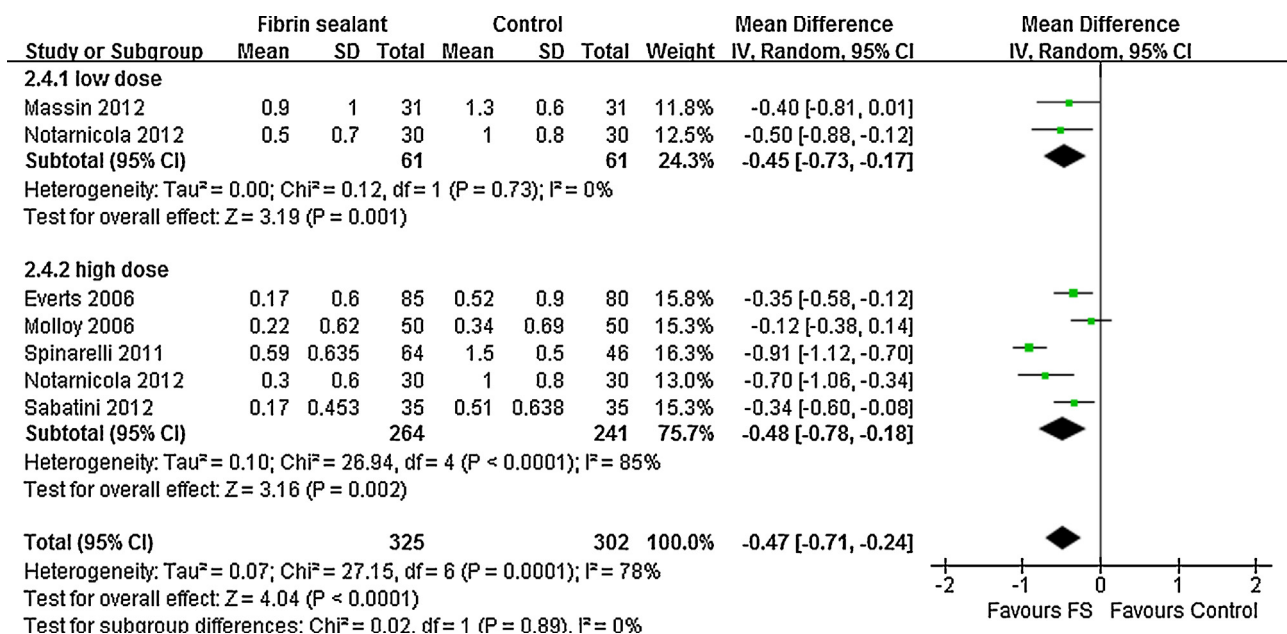 Fibrin sealant Control Mean Difference Mean Difference
Study or Subgroup Mean SD Total Mean SD Total Weight IV, Random, 95% CI IV, Random, 95% CI
2.4.1 low dose
Massin 2012 0.9 1 31 1.3 0.6 31 11.8% -0.40 [-0.81, 0.01]
Notarnicola 2012 0.5 0.7 30 1 0.8 30 12.5% -0.50 [-0.88, -0.12]
Subtotal (95% CI) 61 61 24.3% -0.45 [-0.73, -0.17]
Heterogeneity: Tau² = 0.00; Chi² = 0.12, df = 1 (P = 0.73); I² = 0%
Test for overall effect: Z = 3.19 (P = 0.001)
2.4.2 high dose
Everts 2006 0.17 0.6 85 0.52 0.9 80 15.8% -0.35 [-0.58, -0.12]
Molloy 2006 0.22 0.62 50 0.34 0.69 50 15.3% -0.12 [-0.38, 0.14]
Spinarelli 2011 0.59 0.635 64 1.5 0.5 46 16.3% -0.91 [-1.12, -0.70]
Notarnicola 2012 0.3 0.6 30 1 0.8 30 13.0% -0.70 [-1.06, -0.34]
Sabatini 2012 0.17 0.453 35 0.51 0.638 35 15.3% -0.34 [-0.60, -0.08]
Subtotal (95% CI) 264 241 75.7% -0.48 [-0.78, -0.18]
Heterogeneity: Tau² = 0.10; Chi² = 26.94, df = 4 (P < 0.0001); I² = 85%
Test for overall effect: Z = 3.16 (P = 0.002)
Total (95% CI) 325 302 100.0% -0.47 [-0.71, -0.24]
Heterogeneity: Tau² = 0.07; Chi² = 27.15, df = 6 (P = 0.0001); I² = 78%
Test for overall effect: Z = 4.04 (P < 0.0001)
Test for subgroup differences: Chi² = 0.02, df = 1 (P = 0.89), I² = 0%
-2 -1 0 1 2
Favours FS Favours Control